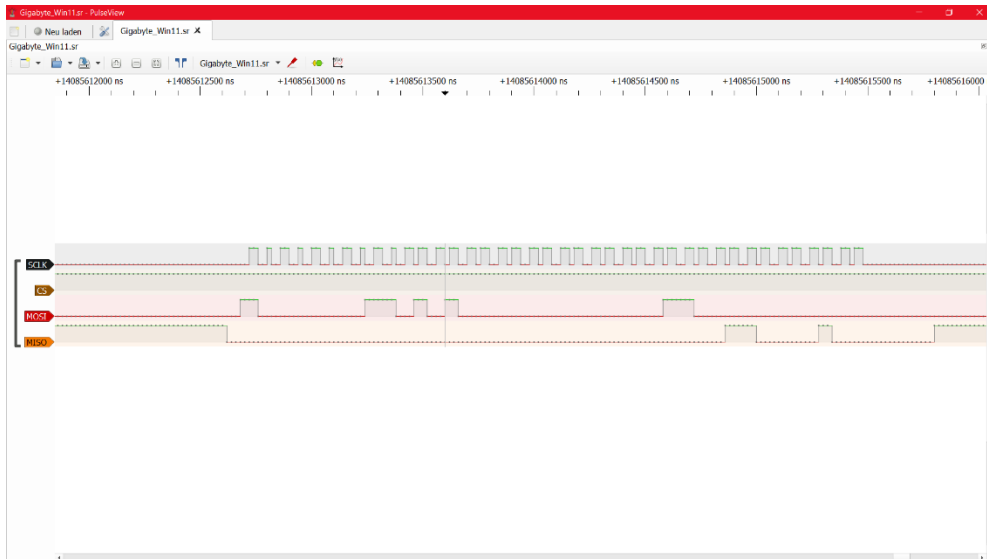 Gigabyte_Win11.sr - PulseView
Neu laden Gigabyte_Win11.sr X
Gigabyte_Win11.sr
Gigabyte_Win11.sr
+14085612000 ns +14085612500 ns +14085613000 ns +14085613500 ns +14085614000 ns +14085614500 ns +14085615000 ns +14085615500 ns +14085616000
SCLK
CS
MOSI
MISO